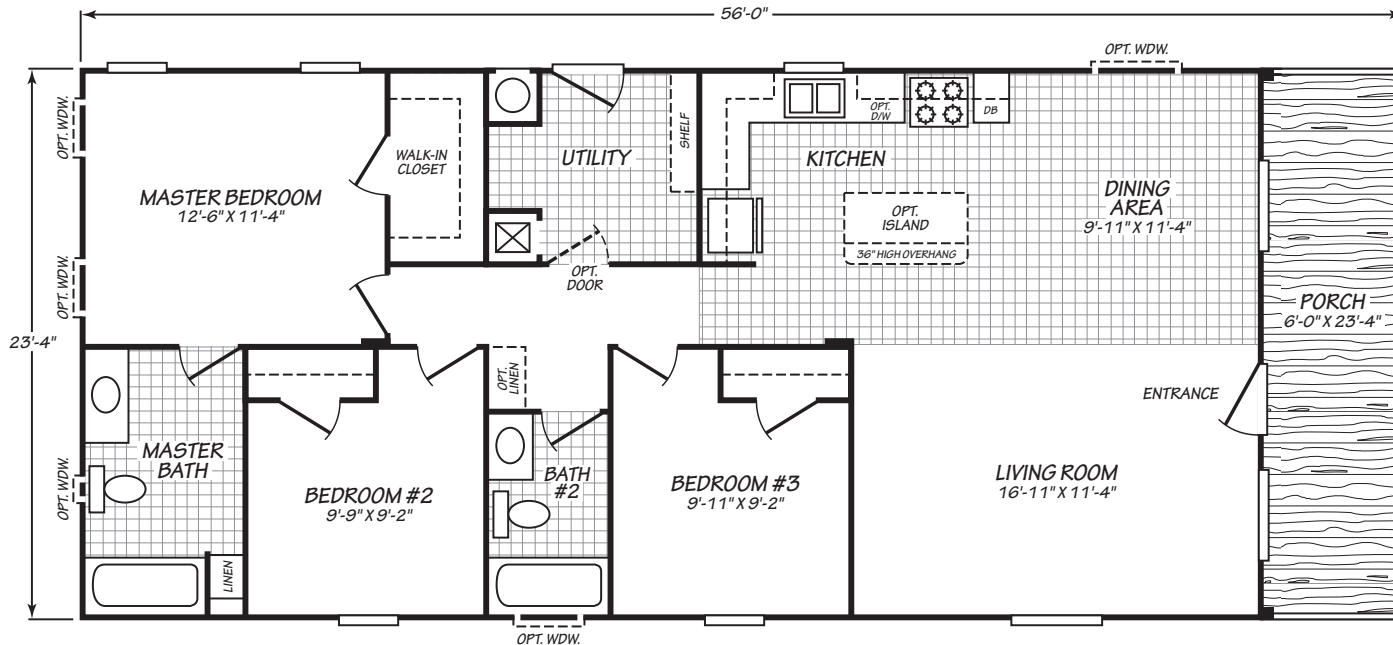 56'-0"
OPT. WDW.
OPT. WDW.
MASTER BEDROOM
12'-6" X 11'-4"
WALK-IN
CLOSET
UTILITY
SHELF
OPT.
D/W
DB
KITCHEN
OPT.
ISLAND
36" HIGH OVERHANG
DINING
AREA
9'-11" X 11'-4"
OPT. WDW.
OPT.
DOOR
PORCH
6'-0" X 23'-4"
23'-4"
OPT.
LINEN
ENTRANCE
MASTER
BATH
OPT. WDW.
BEDROOM #2
9'-9" X 9'-2"
BATH
#2
BEDROOM #3
9'-11" X 9'-2"
LIVING ROOM
16'-11" X 11'-4"
LINEN
OPT. WDW.